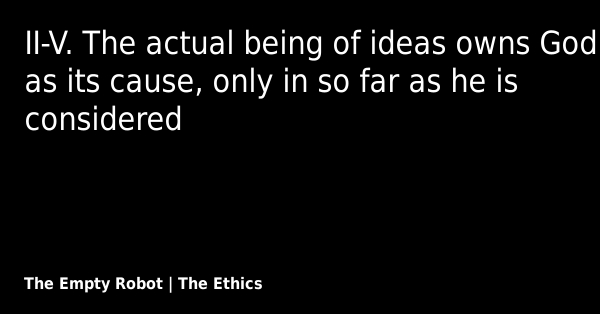 II-V. The actual being of ideas owns God
as its cause, only in so far as he is
considered
The Empty Robot | The Ethics